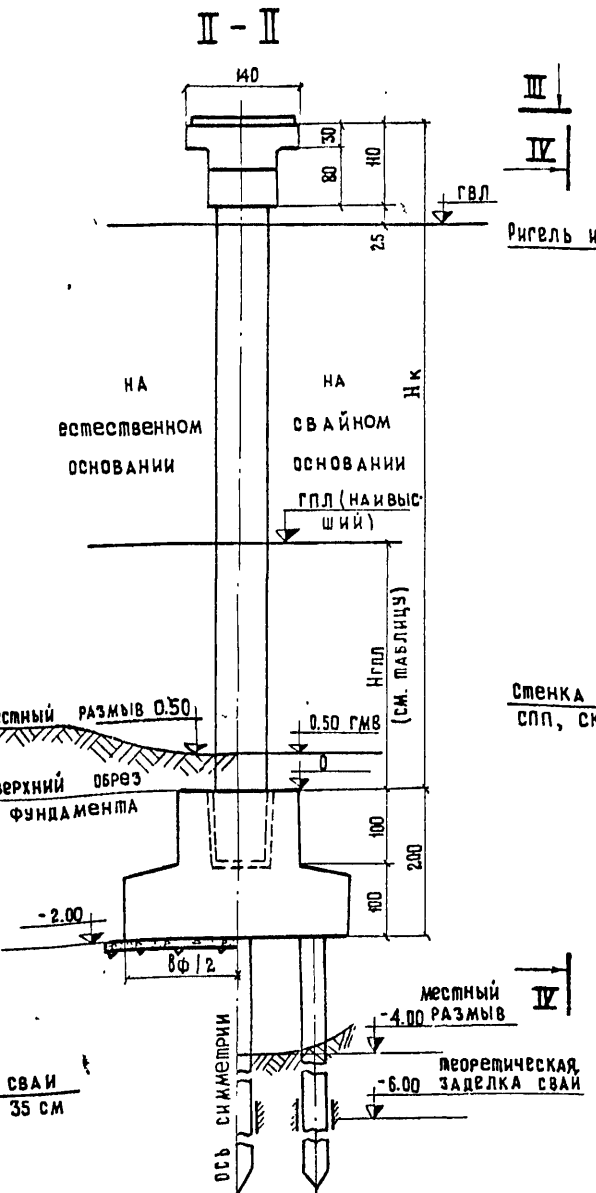 II - II
140
III
30
IV
110
80
ГВЛ
25
Ригель и
Нк
НА
ЕСТЕСТВЕННОМ
ОСНОВАНИИ
НА
СВАЙНОМ
ОСНОВАНИИ
ГПЛ (НАИВЫС-
ШИЙ)
Нгпл
(СМ. ТАБЛИЦУ)
Стенка
СПП, СК
СТНЫЙ РАЗМЫВ 0.50
0.50 ГМВ
0
ЕРХНИЙ ОБРЕЗ
ФУНДАМЕНТА
100
200
100
-2.00
вф/2
IV
МЕСТНЫЙ
-4.00 РАЗМЫВ
ТЕОРЕТИЧЕСКАЯ
-6.00 ЗАДЕЛКА СВАЙ
СВАИ
35 СМ
ОСЬ СИММЕТРИИ